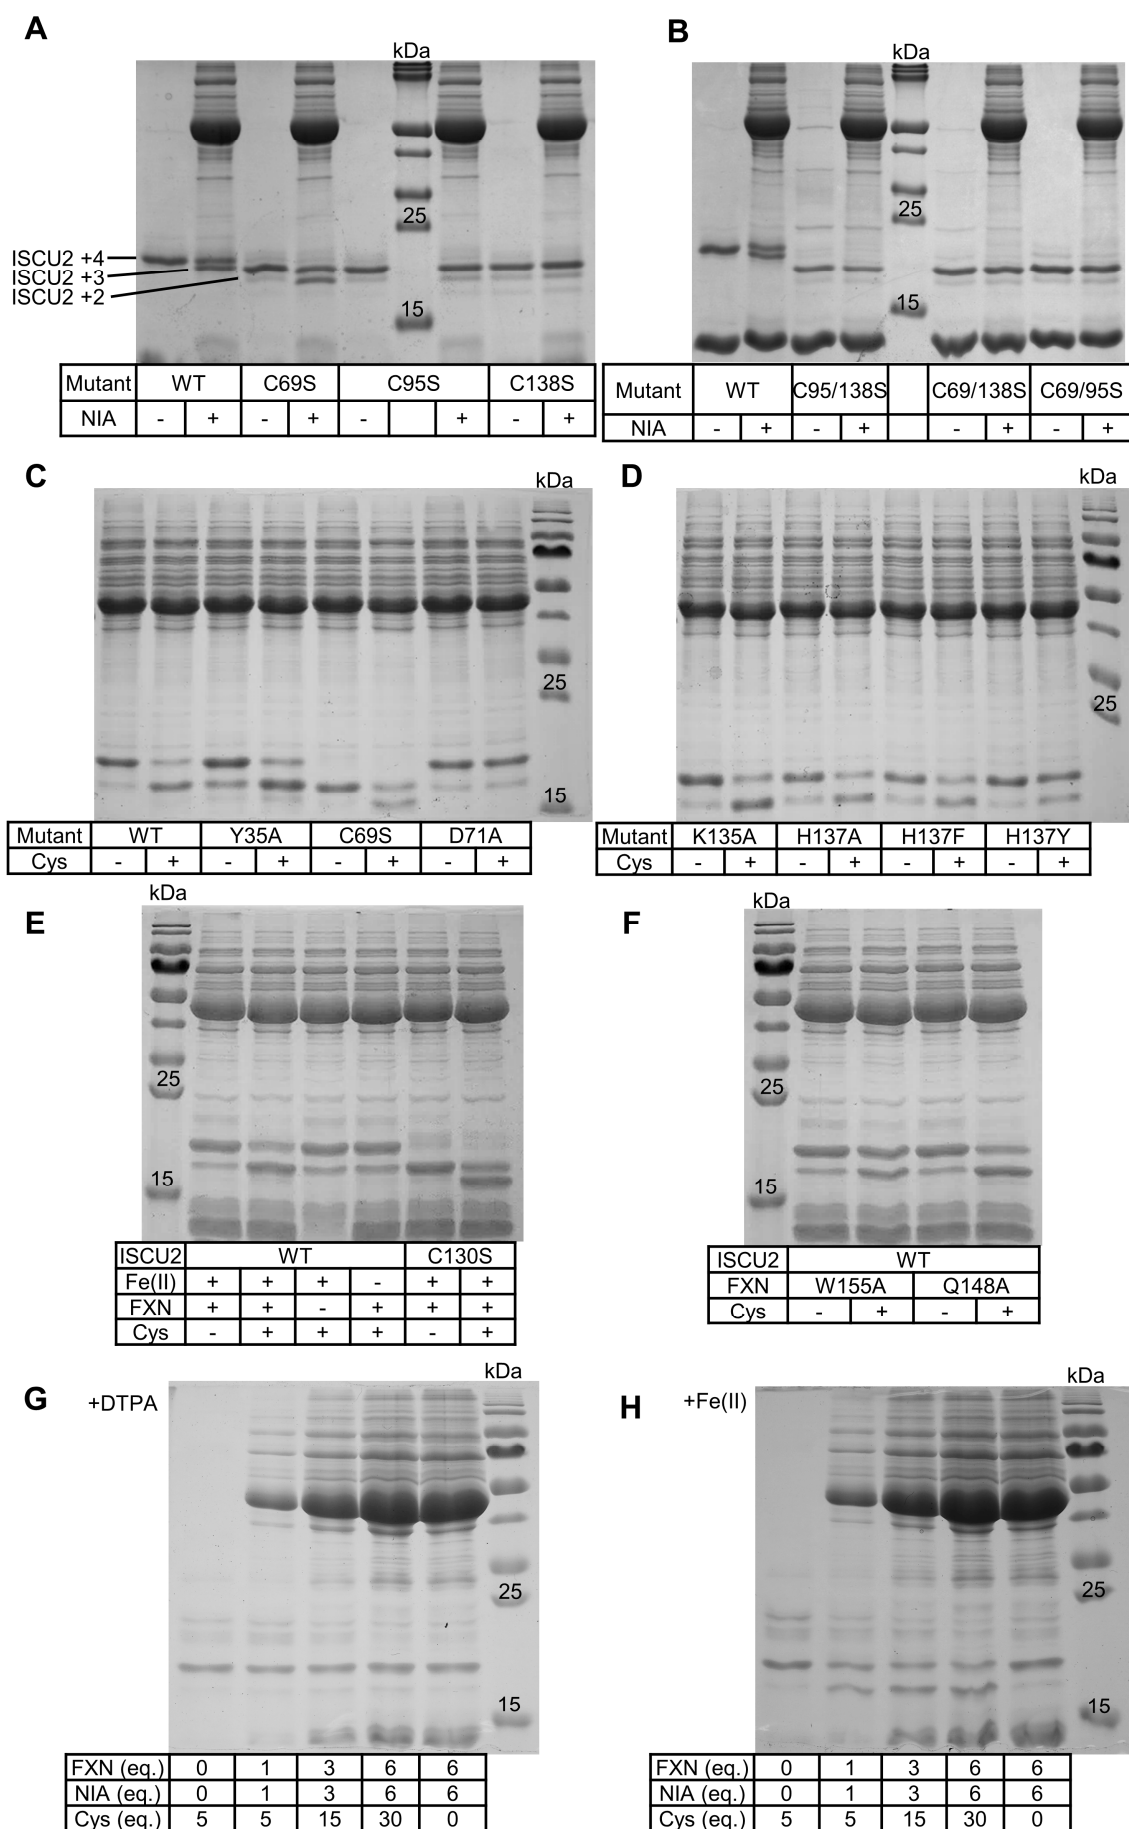 A
kDa
25
15
ISCU2 +4
ISCU2 +3
ISCU2 +2
Mutant WT C69S C95S C138S
NIA - + - + - + - +
B
kDa
25
15
Mutant WT C95/138S C69/138S C69/95S
NIA - + - + - + - +
C
kDa
25
15
Mutant WT Y35A C69S D71A
Cys - + - + - + - +
D
kDa
25
Mutant K135A H137A H137F H137Y
Cys - + - + - + - +
E
kDa
25
15
ISCU2 WT C130S
Fe(II) + + + - + +
FXN + + - + + +
Cys - + + + - +
F
kDa
25
15
ISCU2 WT
FXN W155A Q148A
Cys - + - +
G
+DTPA
kDa
25
15
FXN (eq.) 0 1 3 6 6
NIA (eq.) 0 1 3 6 6
Cys (eq.) 5 5 15 30 0
H
+Fe(II)
kDa
25
15
FXN (eq.) 0 1 3 6 6
NIA (eq.) 0 1 3 6 6
Cys (eq.) 5 5 15 30 0